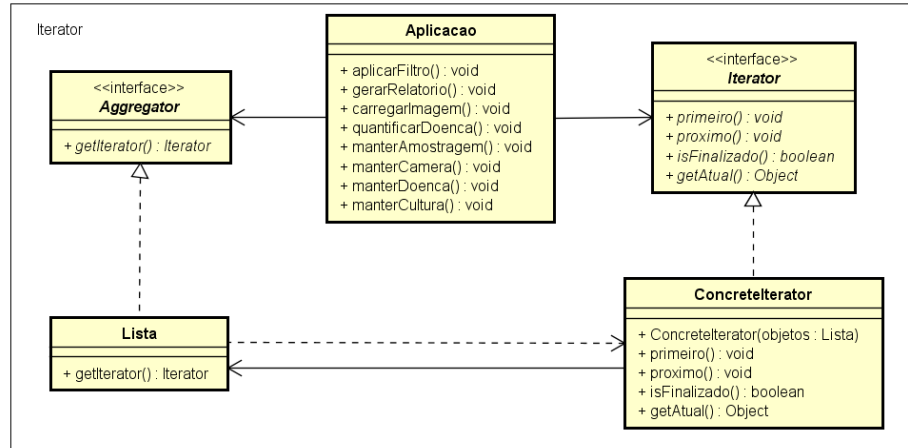 Iterator
Aplicacao
+ aplicarFiltro() : void
+ gerarRelatorio() : void
+ carregarImagem() : void
+ quantificarDoenca() : void
+ manterAmostragem() : void
+ manterCamera() : void
+ manterDoenca() : void
+ manterCultura() : void
<<interface>>
Aggregator
+ getIterator() : Iterator
<<interface>>
Iterator
+ primeiro() : void
+ proximo() : void
+ isFinalizado() : boolean
+ getAtual() : Object
Lista
+ getIterator() : Iterator
ConcreteIterator
+ ConcreteIterator(objetos : Lista)
+ primeiro() : void
+ proximo() : void
+ isFinalizado() : boolean
+ getAtual() : Object